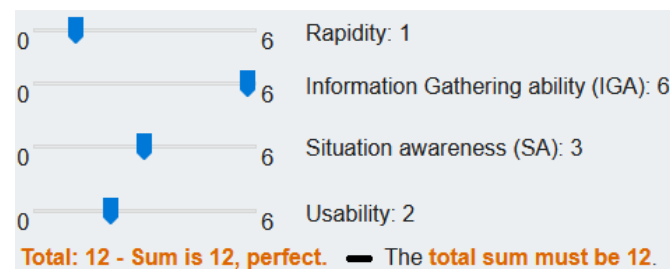 0 6 Rapidity: 1
0 6 Information Gathering ability (IGA): 6
0 6 Situation awareness (SA): 3
0 6 Usability: 2
Total: 12 - Sum is 12, perfect. — The total sum must be 12.